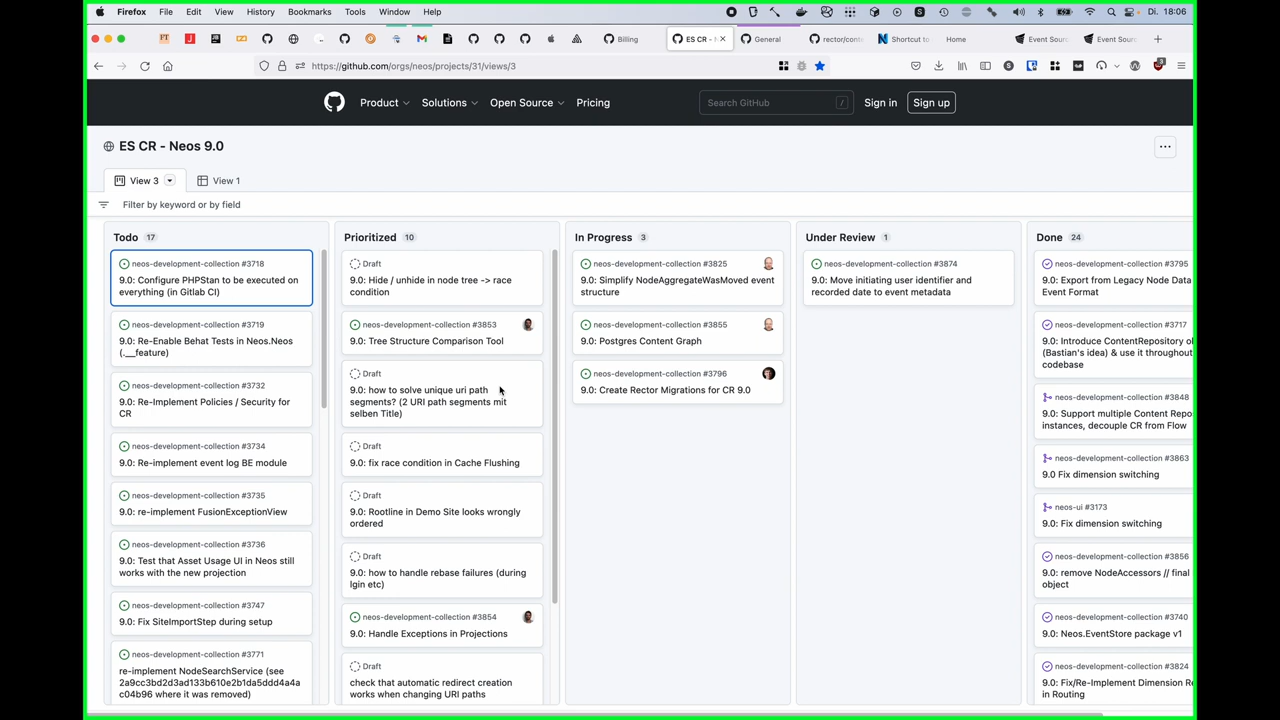 Firefox File Edit View History Bookmarks Tools Window Help Di. 18:06
Billing ES CR - N General rector/cont Shortcut to Home Event Sour Event Sour
https://github.com/orgs/neos/projects/31/views/3
Product Solutions Open Source Pricing Search GitHub / Sign in Sign up
ES CR - Neos 9.0
View 3 View 1
Filter by keyword or by field
Todo 17
neos-development-collection #3718
9.0: Configure PHPStan to be executed on
everything (in Gitlab CI)
neos-development-collection #3719
9.0: Re-Enable Behat Tests in Neos.Neos
(.__feature)
neos-development-collection #3732
9.0: Re-Implement Policies / Security for
CR
neos-development-collection #3734
9.0: Re-implement event log BE module
neos-development-collection #3735
9.0: re-implement FusionExceptionView
neos-development-collection #3736
9.0: Test that Asset Usage UI in Neos still
works with the new projection
neos-development-collection #3747
9.0: Fix SiteImportStep during setup
neos-development-collection #3771
re-implement NodeSearchService (see
2a9cc3bd2d3ad133b610e2b1da5ddd4a4a
c04b96 where it was removed)
Prioritized 10
Draft
9.0: Hide / unhide in node tree -> race
condition
neos-development-collection #3853
9.0: Tree Structure Comparison Tool
Draft
9.0: how to solve unique uri path
segments? (2 URI path segments mit
selben Title)
Draft
9.0: fix race condition in Cache Flushing
Draft
9.0: Rootline in Demo Site looks wrongly
ordered
Draft
9.0: how to handle rebase failures (during
lgin etc)
neos-development-collection #3854
9.0: Handle Exceptions in Projections
Draft
check that automatic redirect creation
works when changing URI paths
In Progress 3
neos-development-collection #3825
9.0: Simplify NodeAggregateWasMoved event
structure
neos-development-collection #3855
9.0: Postgres Content Graph
neos-development-collection #3796
9.0: Create Rector Migrations for CR 9.0
Under Review 1
neos-development-collection #3874
9.0: Move initiating user identifier and
recorded date to event metadata
Done 24
neos-development-collection #3795
9.0: Export from Legacy Node Data
Event Format
neos-development-collection #3717
9.0: Introduce ContentRepository ob
(Bastian's idea) & use it throughout
codebase
neos-development-collection #3848
9.0: Support multiple Content Repo
instances, decouple CR from Flow
neos-development-collection #3863
9.0 Fix dimension switching
neos-ui #3173
9.0: Fix dimension switching
neos-development-collection #3856
9.0: remove NodeAccessors // final
object
neos-development-collection #3740
9.0: Neos.EventStore package v1
neos-development-collection #3824
9.0: Fix/Re-Implement Dimension Re
in Routing